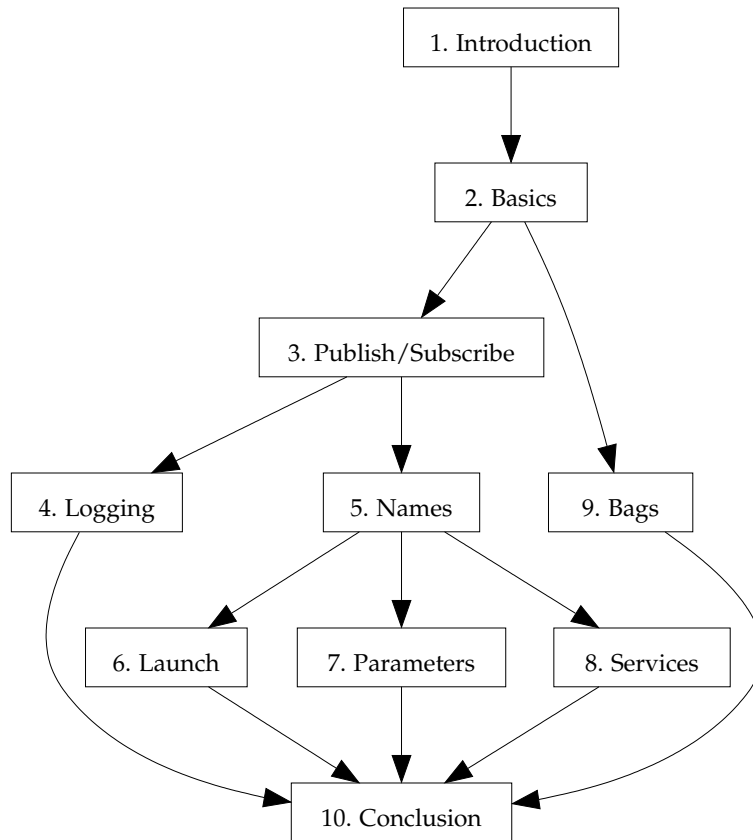 1. Introduction
2. Basics
3. Publish/Subscribe
4. Logging
5. Names
9. Bags
6. Launch
7. Parameters
8. Services
10. Conclusion